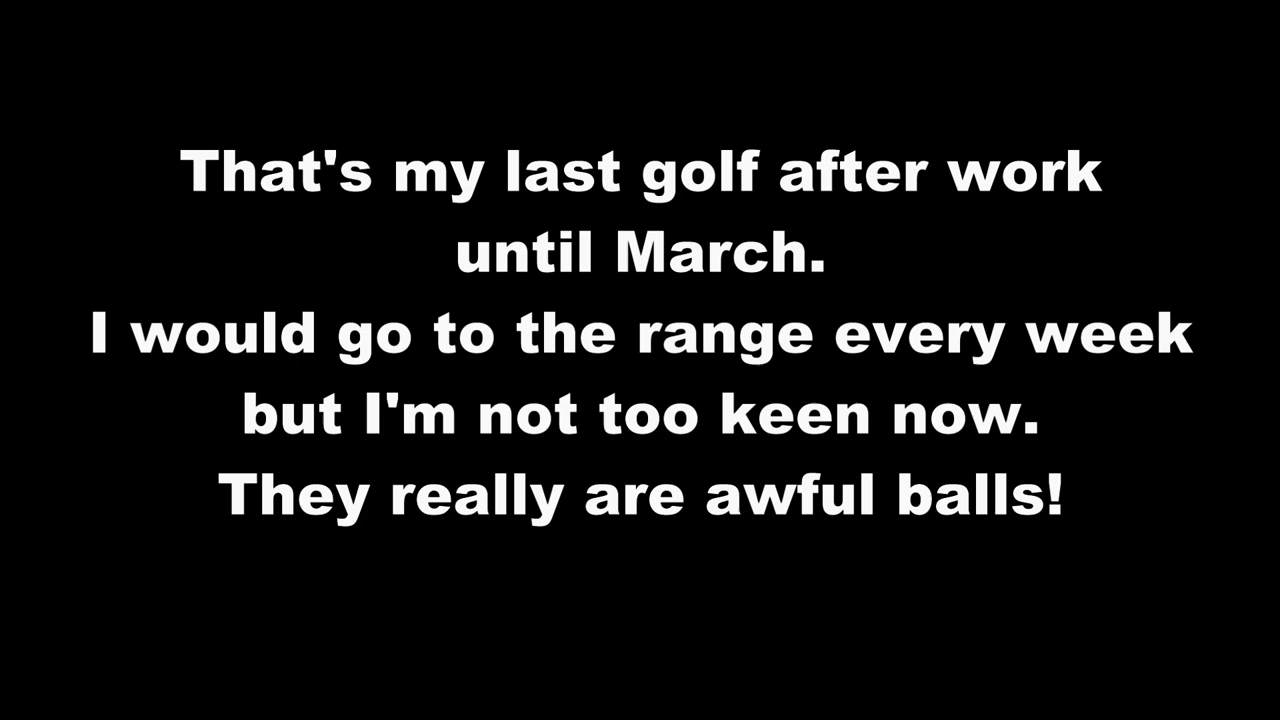 That's my last golf after work
until March.
I would go to the range every week
but I'm not too keen now.
They really are awful balls!